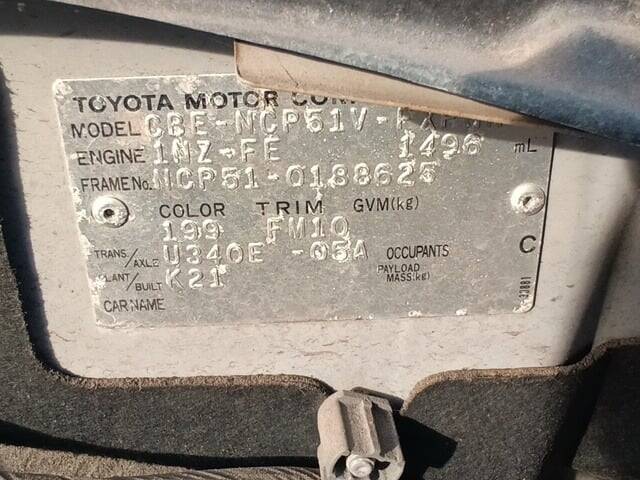 TOYOTA MOTOR
MODEL CBE-NCP51V-
ENGINE 1NZ-FE 1496 mL
FRAME No. NCP51-0188625
COLOR TRIM GVM(kg)
199 FM10
TRANS./AXLE U340E -05A OCCUPANTS C
PLANT/BUILT K21 PAYLOAD MASS(kg)
CAR NAME